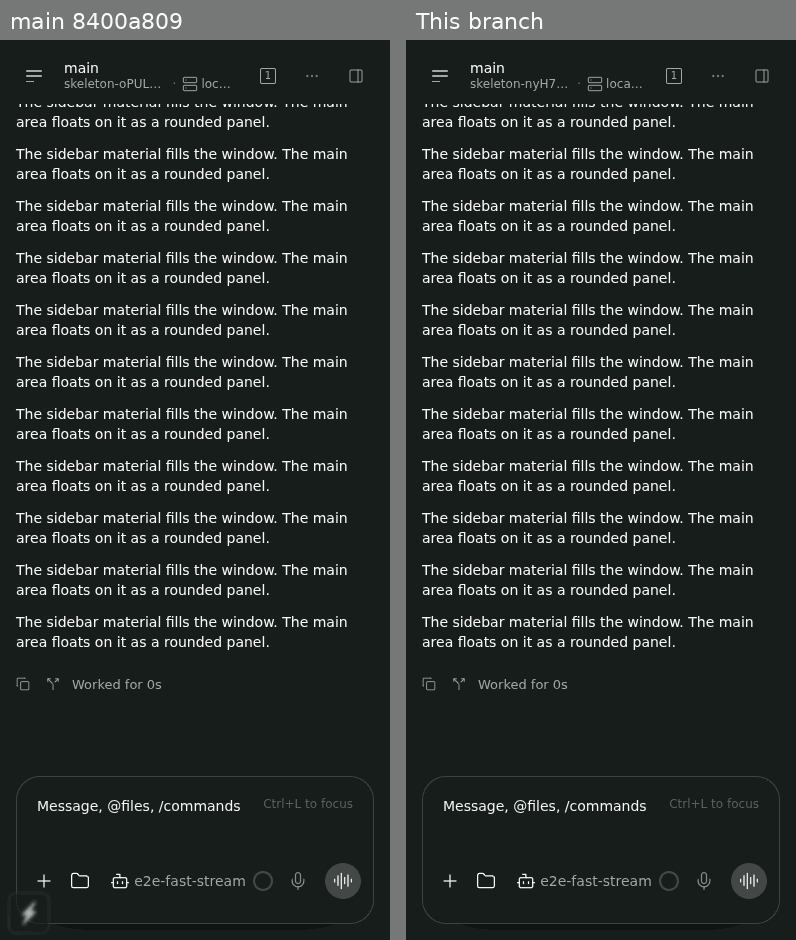 main 8400a809
main
skeleton-oPUL... · loc...
1
area floats on it as a rounded panel.
The sidebar material fills the window. The main
area floats on it as a rounded panel.
The sidebar material fills the window. The main
area floats on it as a rounded panel.
The sidebar material fills the window. The main
area floats on it as a rounded panel.
The sidebar material fills the window. The main
area floats on it as a rounded panel.
The sidebar material fills the window. The main
area floats on it as a rounded panel.
The sidebar material fills the window. The main
area floats on it as a rounded panel.
The sidebar material fills the window. The main
area floats on it as a rounded panel.
The sidebar material fills the window. The main
area floats on it as a rounded panel.
The sidebar material fills the window. The main
area floats on it as a rounded panel.
The sidebar material fills the window. The main
area floats on it as a rounded panel.
Worked for 0s
Message, @files, /commands Ctrl+L to focus
e2e-fast-stream
This branch
main
skeleton-nyH7... · loca...
1
area floats on it as a rounded panel.
The sidebar material fills the window. The main
area floats on it as a rounded panel.
The sidebar material fills the window. The main
area floats on it as a rounded panel.
The sidebar material fills the window. The main
area floats on it as a rounded panel.
The sidebar material fills the window. The main
area floats on it as a rounded panel.
The sidebar material fills the window. The main
area floats on it as a rounded panel.
The sidebar material fills the window. The main
area floats on it as a rounded panel.
The sidebar material fills the window. The main
area floats on it as a rounded panel.
The sidebar material fills the window. The main
area floats on it as a rounded panel.
The sidebar material fills the window. The main
area floats on it as a rounded panel.
The sidebar material fills the window. The main
area floats on it as a rounded panel.
Worked for 0s
Message, @files, /commands Ctrl+L to focus
e2e-fast-stream